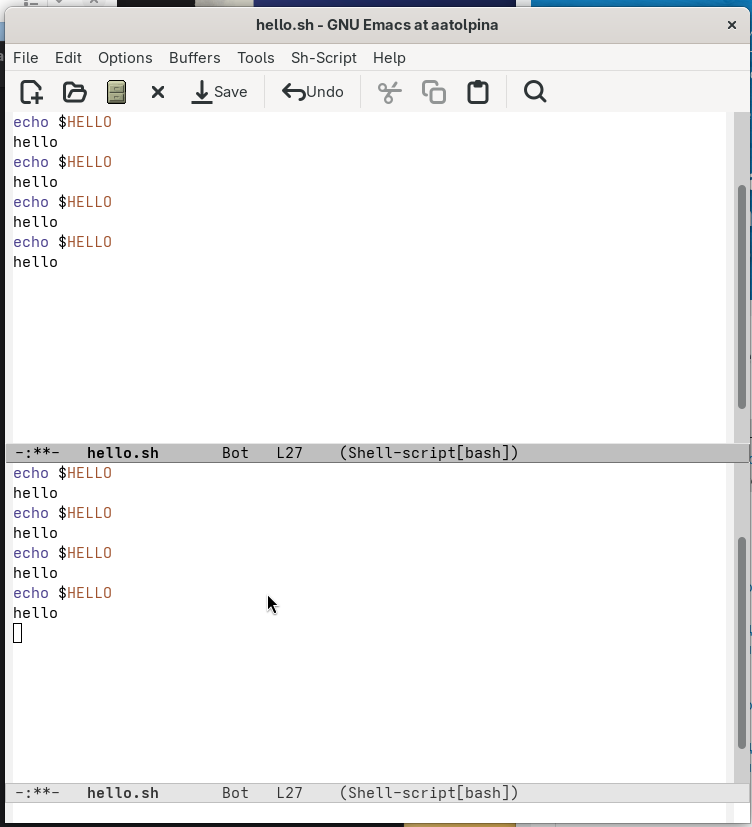 hello.sh - GNU Emacs at aatolpina
File Edit Options Buffers Tools Sh-Script Help
Save Undo
echo $HELLO
hello
echo $HELLO
hello
echo $HELLO
hello
echo $HELLO
hello
-:**- hello.sh Bot L27 (Shell-script[bash])
echo $HELLO
hello
echo $HELLO
hello
echo $HELLO
hello
echo $HELLO
hello
-:**- hello.sh Bot L27 (Shell-script[bash])